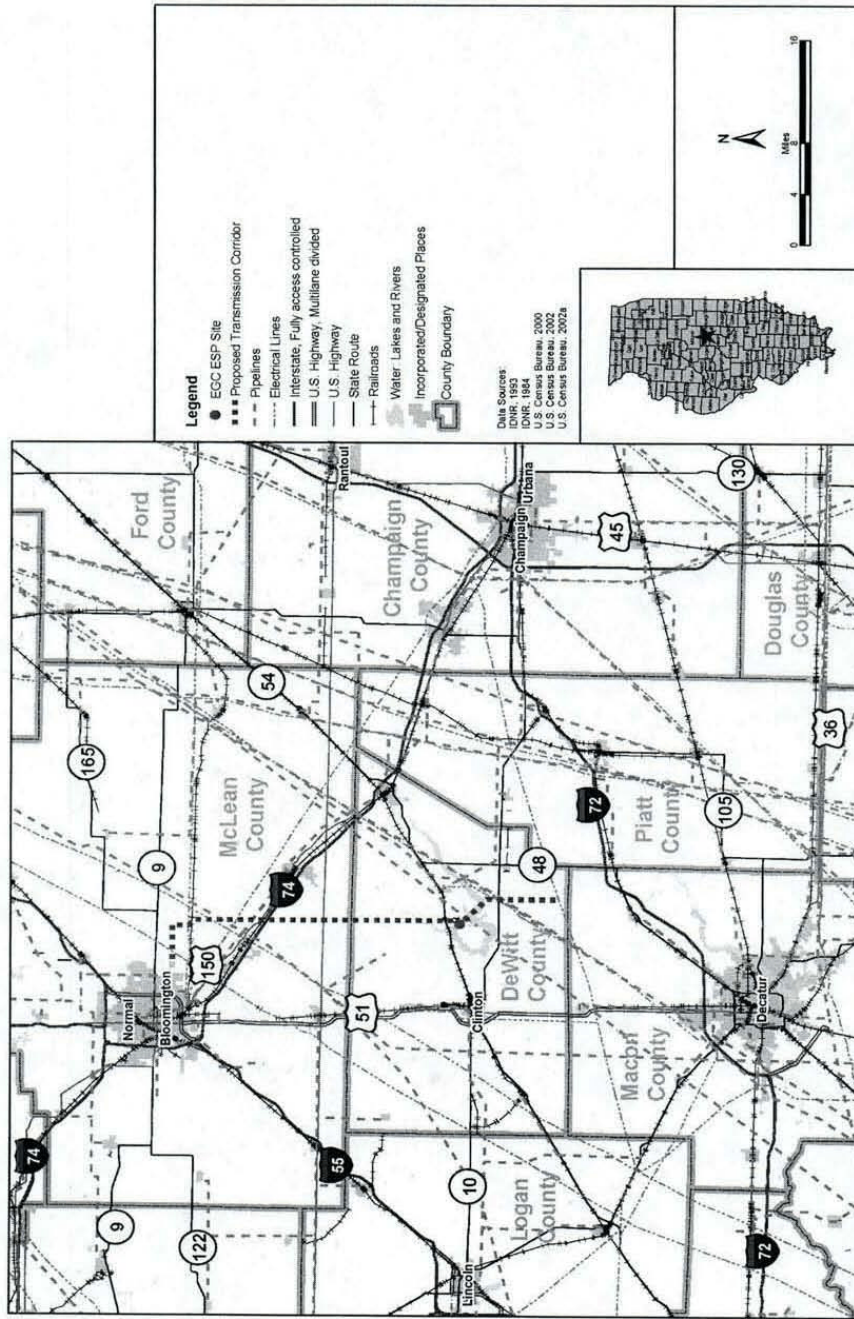 74
9
122
Normal
Bloomington
150
55
9
165
McLean
County
74
54
Ford
County
Rantoul
Champaign
County
Champaign
Urbana
51
Clinton
DeWitt
County
48
Lincoln
10
Logan
County
72
Piatt
County
Macon
County
105
45
130
Douglas
County
36
Decatur
72
Legend
EGC ESP Site
Proposed Transmission Corridor
Pipelines
Electrical Lines
Interstate, Fully access controlled
U.S. Highway, Multilane divided
U.S. Highway
State Route
Railroads
Water: Lakes and Rivers
Incorporated/Designated Places
County Boundary
Data Sources:
IDNR, 1993
IDNR, 1984
U.S. Census Bureau, 2000
U.S. Census Bureau, 2002
U.S. Census Bureau, 2002a
N
Miles
0 4 8 16